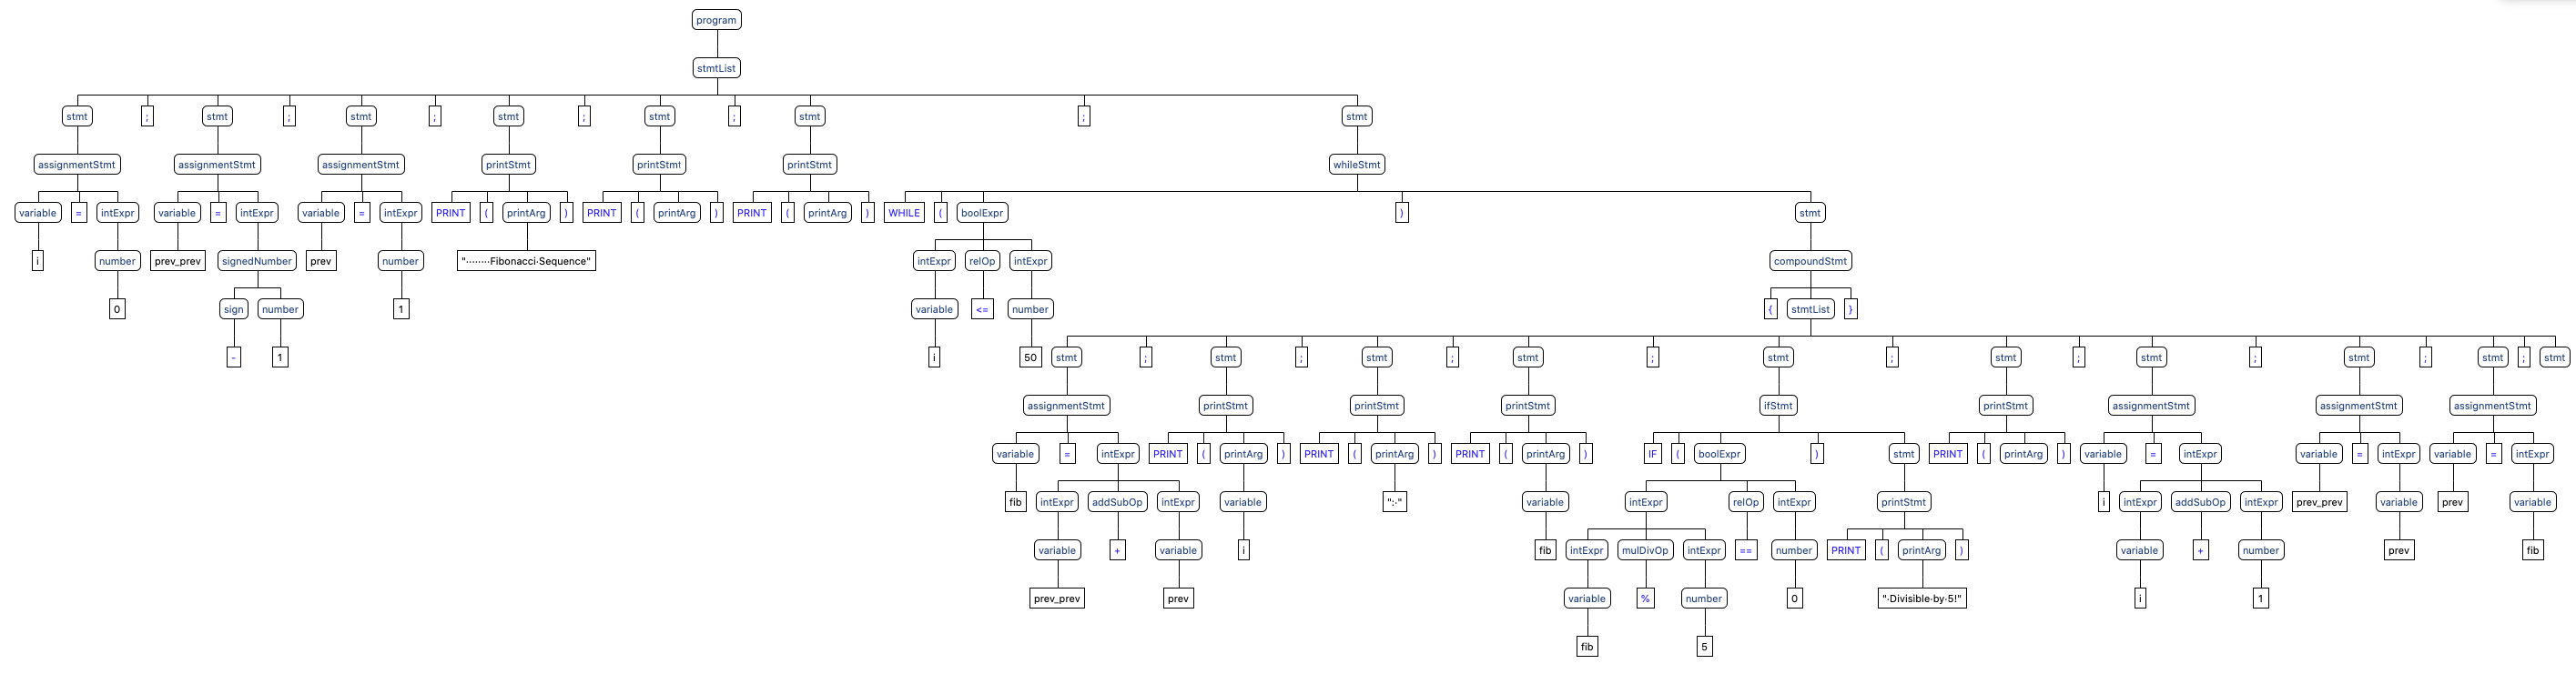 program
stmtList
stmt ; stmt ; stmt ; stmt ; stmt ; stmt ; stmt
assignmentStmt assignmentStmt assignmentStmt printStmt printStmt printStmt whileStmt
variable = intExpr variable = intExpr variable = intExpr PRINT ( printArg ) PRINT ( printArg ) PRINT ( printArg ) WHILE ( boolExpr ) stmt
i number prev_prev signedNumber prev number "········Fibonacci·Sequence" intExpr relOp intExpr compoundStmt
0 sign number 1 variable <= number { stmtList }
- 1 i 50 stmt ; stmt ; stmt ; stmt ; stmt ; stmt ; stmt ; stmt ; stmt ; stmt
assignmentStmt printStmt printStmt printStmt ifStmt printStmt assignmentStmt assignmentStmt assignmentStmt
variable = intExpr PRINT ( printArg ) PRINT ( printArg ) PRINT ( printArg ) IF ( boolExpr ) stmt PRINT ( printArg ) variable = intExpr variable = intExpr variable = intExpr
fib intExpr addSubOp intExpr variable ":·" variable intExpr relOp intExpr printStmt i intExpr addSubOp intExpr prev_prev variable prev variable
variable + variable i fib intExpr mulDivOp intExpr == number PRINT ( printArg ) variable + number prev fib
prev_prev prev variable % number 0 "·Divisible·by·5!" i 1
fib 5